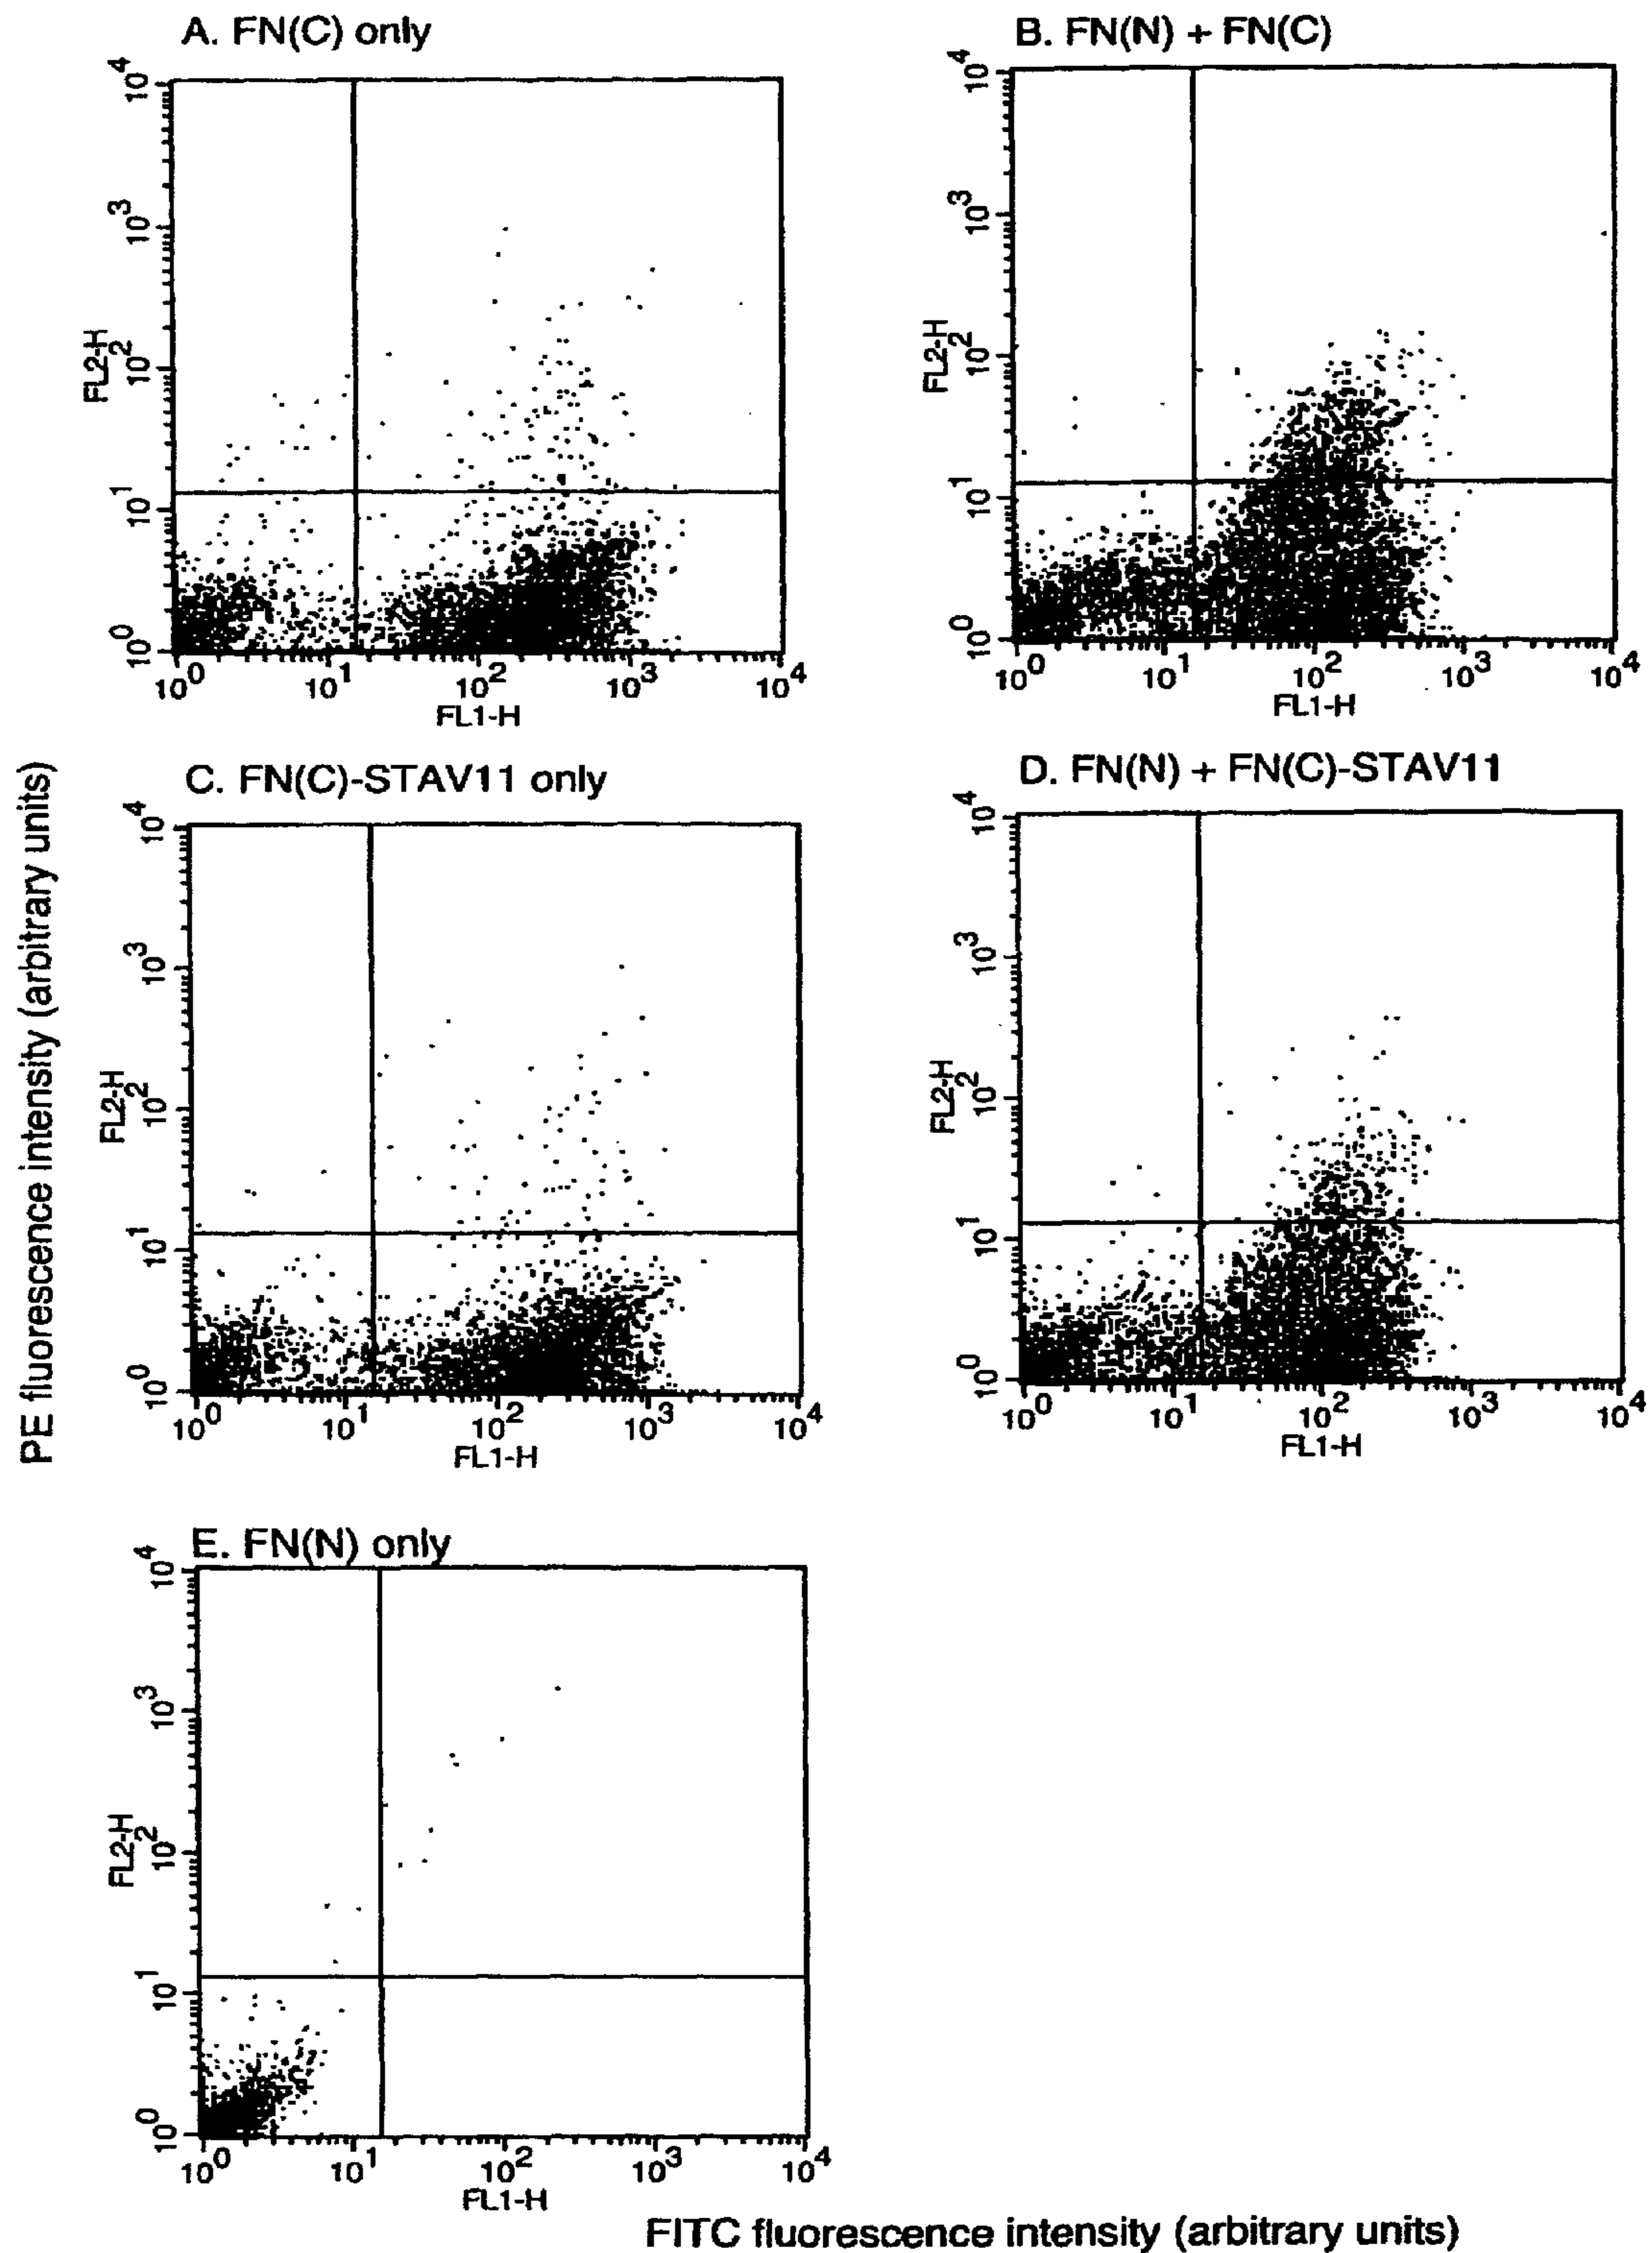 A. FN(C) only
10^4
10^3
10^2
10^1
10^0
FL2-H
10^0 10^1 10^2 10^3 10^4
FL1-H
B. FN(N) + FN(C)
10^4
10^3
10^2
10^1
10^0
FL2-H
10^0 10^1 10^2 10^3 10^4
FL1-H
C. FN(C)-STAV11 only
10^4
10^3
10^2
10^1
10^0
FL2-H
10^0 10^1 10^2 10^3 10^4
FL1-H
D. FN(N) + FN(C)-STAV11
10^4
10^3
10^2
10^1
10^0
FL2-H
10^0 10^1 10^2 10^3 10^4
FL1-H
E. FN(N) only
10^4
10^3
10^2
10^1
10^0
FL2-H
10^0 10^1 10^2 10^3 10^4
FL1-H
PE fluorescence intensity (arbitrary units)
FITC fluorescence intensity (arbitrary units)